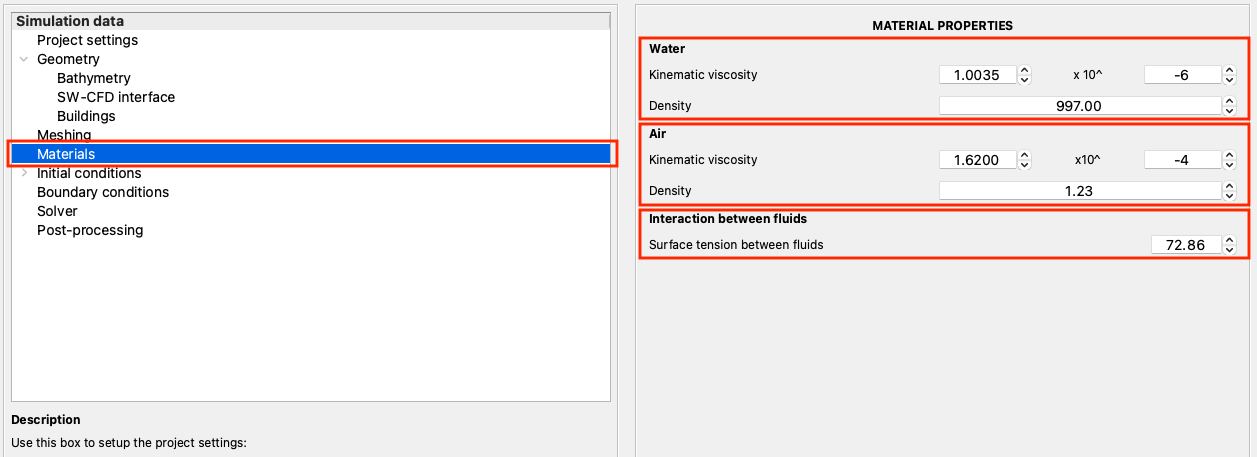 Simulation data
Project settings
Geometry
Bathymetry
SW-CFD interface
Buildings
Meshing
Materials
Initial conditions
Boundary conditions
Solver
Post-processing
Description
Use this box to setup the project settings:
MATERIAL PROPERTIES
Water
Kinematic viscosity 1.0035 x 10^ -6
Density 997.00
Air
Kinematic viscosity 1.6200 x10^ -4
Density 1.23
Interaction between fluids
Surface tension between fluids 72.86